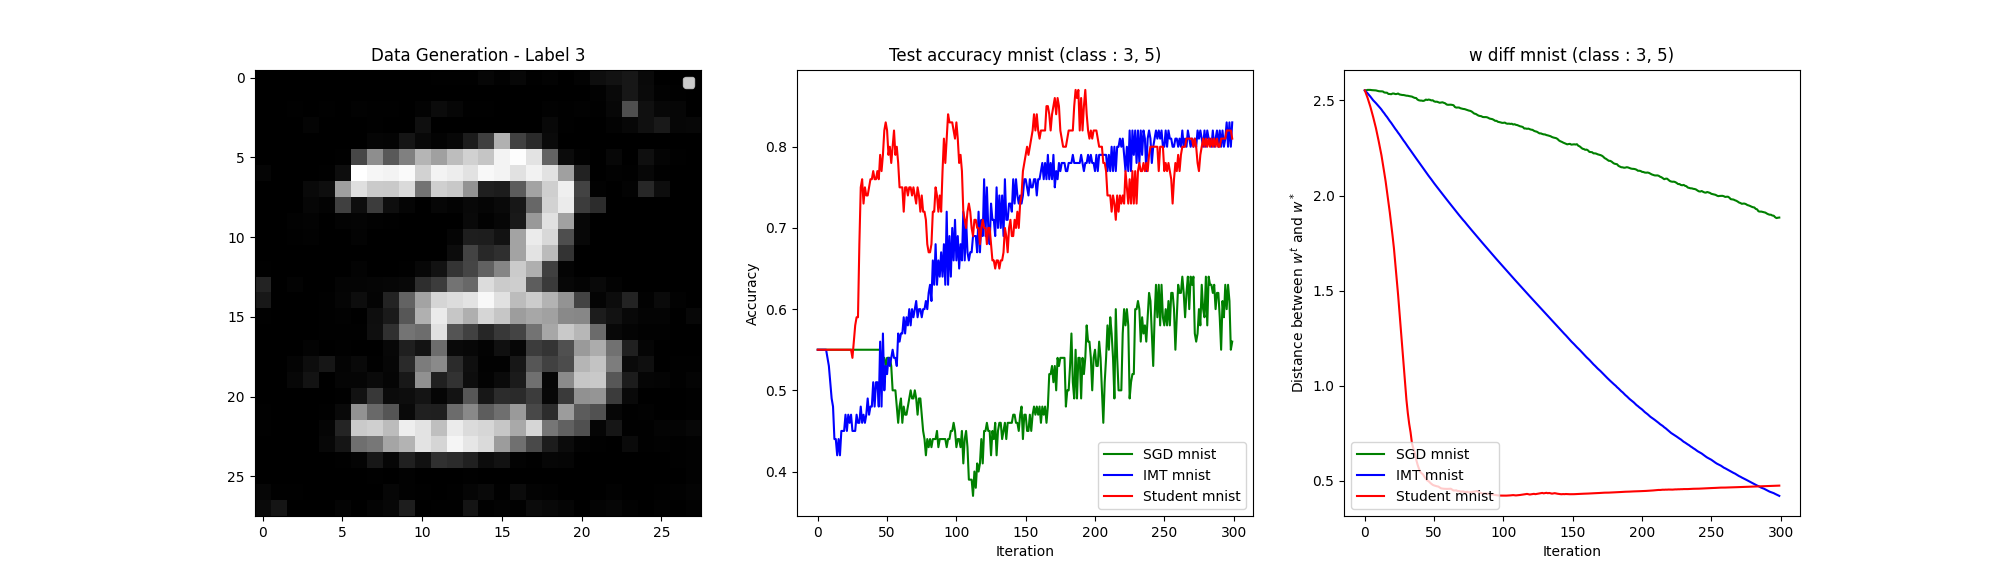 Data Generation - Label 3
0
5
10
15
20
25
0 5 10 15 20 25
Test accuracy mnist (class : 3, 5)
Accuracy
0.8
0.7
0.6
0.5
0.4
0 50 100 150 200 250 300
Iteration
SGD mnist
IMT mnist
Student mnist
w diff mnist (class : 3, 5)
Distance between w^t and w^*
2.5
2.0
1.5
1.0
0.5
0 50 100 150 200 250 300
Iteration
SGD mnist
IMT mnist
Student mnist